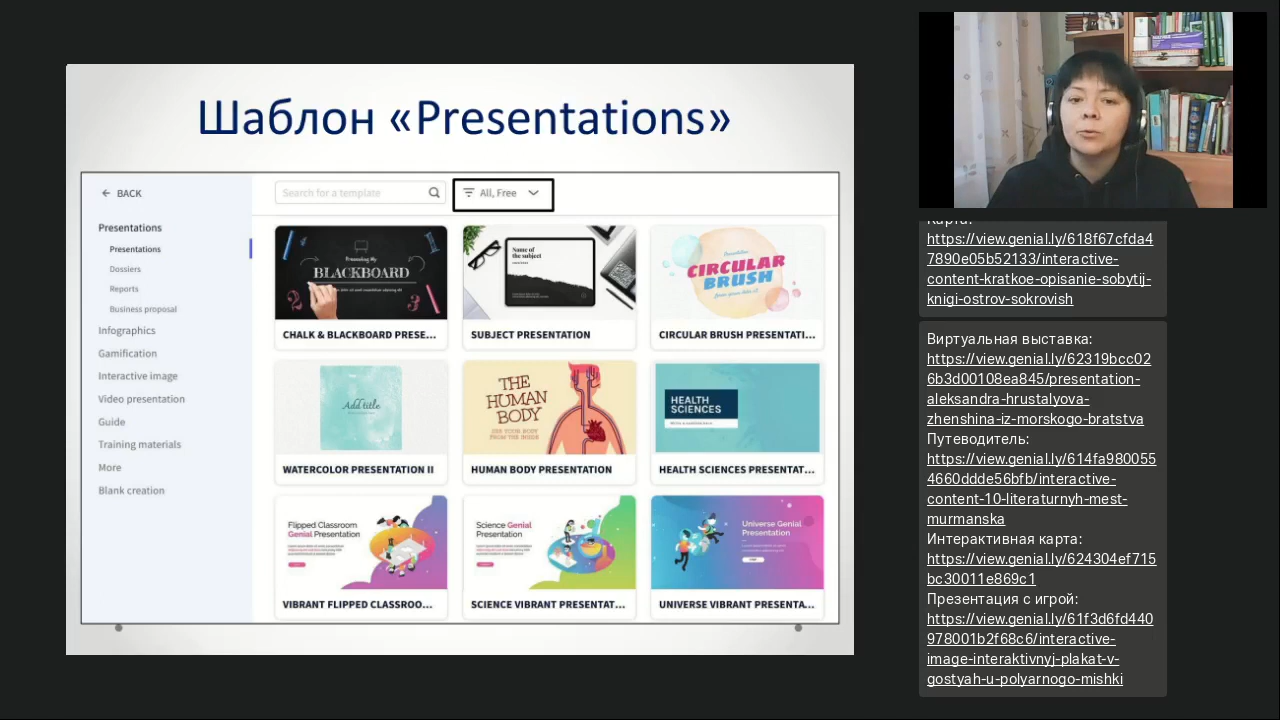 Шаблон «Presentations»
BACK
Search for a template
All, Free
Presentations
Presentations
Dossiers
Reports
Business proposal
Infographics
Gamification
Interactive image
Video presentation
Guide
Training materials
More
Blank creation
Presenting My
BLACKBOARD
2
3
CHALK & BLACKBOARD PRESE...
Name of
the subject
SUBJECT PRESENTATION
Presentation
CIRCULAR
BRUSH
CIRCULAR BRUSH PRESENTATI...
Add title
WATERCOLOR PRESENTATION II
THE
HUMAN
BODY
HUMAN BODY PRESENTATION
HEALTH
SCIENCES
HEALTH SCIENCES PRESENTAT...
Flipped Classroom
Genial Presentation
VIBRANT FLIPPED CLASSROO...
Science Genial
Presentation
SCIENCE VIBRANT PRESENTAT...
Universe Genial
Presentation
UNIVERSE VIBRANT PRESENTA...
Карта:
https://view.genial.ly/618f67cfda4
7890e05b52133/interactive-
content-kratkoe-opisanie-sobytij-
knigi-ostrov-sokrovish
Виртуальная выставка:
https://view.genial.ly/62319bcc02
6b3d00108ea845/presentation-
aleksandra-hrustalyova-
zhenshina-iz-morskogo-bratstva
Путеводитель:
https://view.genial.ly/614fa980055
4660ddde56bfb/interactive-
content-10-literaturnyh-mest-
murmanska
Интерактивная карта:
https://view.genial.ly/624304ef715
bc30011e869c1
Презентация с игрой:
https://view.genial.ly/61f3d6fd440
978001b2f68c6/interactive-
image-interaktivnyj-plakat-v-
gostyah-u-polyarnogo-mishki